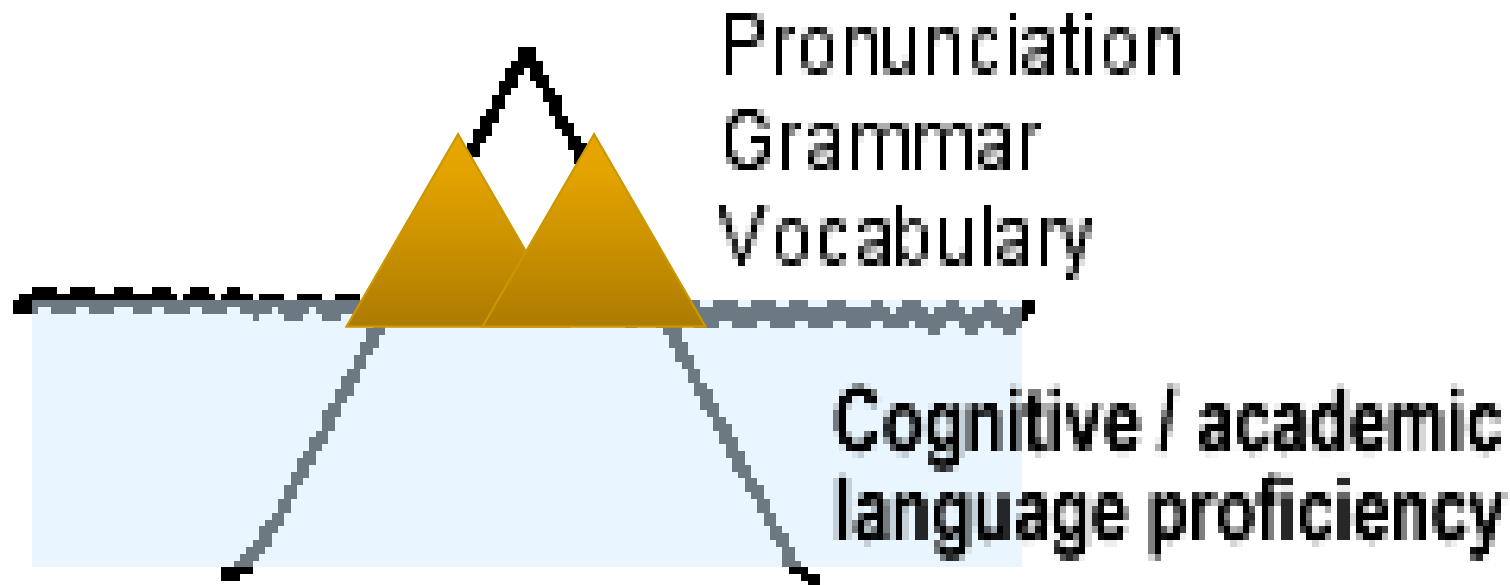 Pronunciation
Grammar
Vocabulary
Cognitive / academic
language proficiency